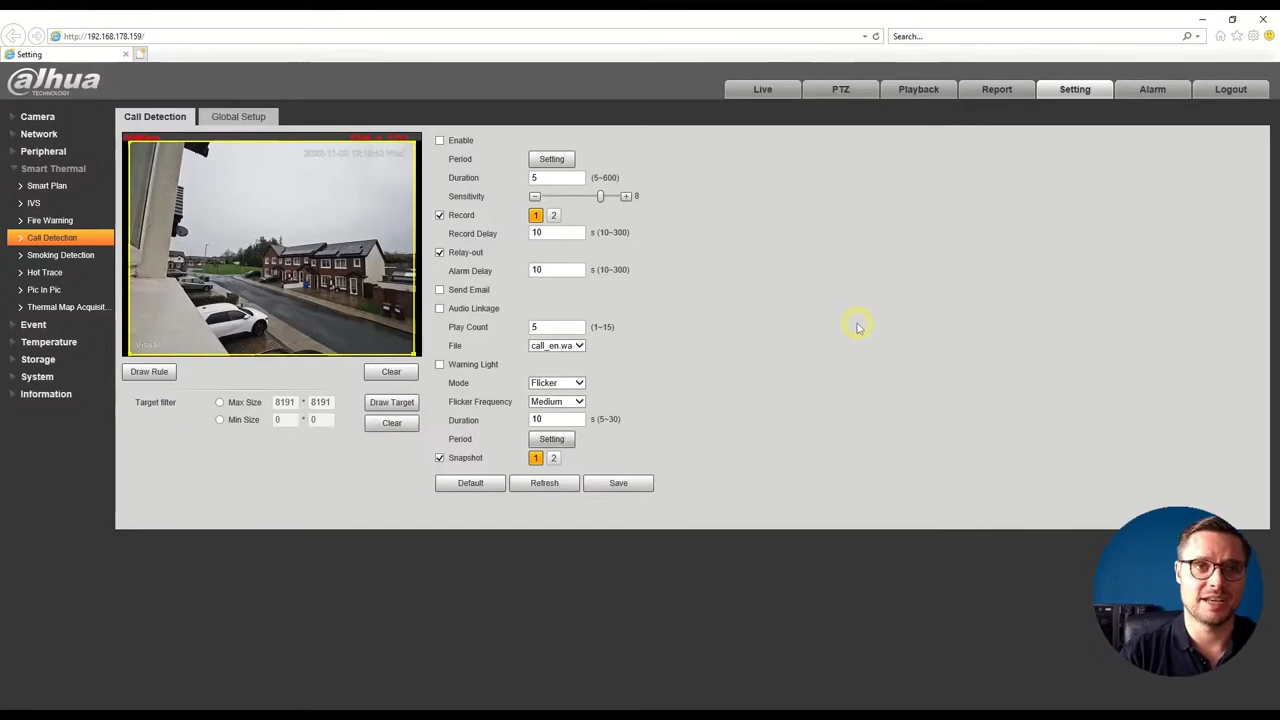 http://192.168.178.159/
Search...
Setting
alhua
TECHNOLOGY
Live
PTZ
Playback
Report
Setting
Alarm
Logout
Camera
Network
Peripheral
Smart Thermal
Smart Plan
IVS
Fire Warning
Call Detection
Smoking Detection
Hot Trace
Pic In Pic
Thermal Map Acquisit...
Event
Temperature
Storage
System
Information
Call Detection
Global Setup
Visual
Draw Rule
Clear
Target filter
Max Size 8191 * 8191
Draw Target
Min Size 0 * 0
Clear
Enable
Period Setting
Duration 5 (5~600)
Sensitivity 8
Record 1 2
Record Delay 10 s (10~300)
Relay-out
Alarm Delay 10 s (10~300)
Send Email
Audio Linkage
Play Count 5 (1~15)
File call_en.wa
Warning Light
Mode Flicker
Flicker Frequency Medium
Duration 10 s (5~30)
Period Setting
Snapshot 1 2
Default
Refresh
Save